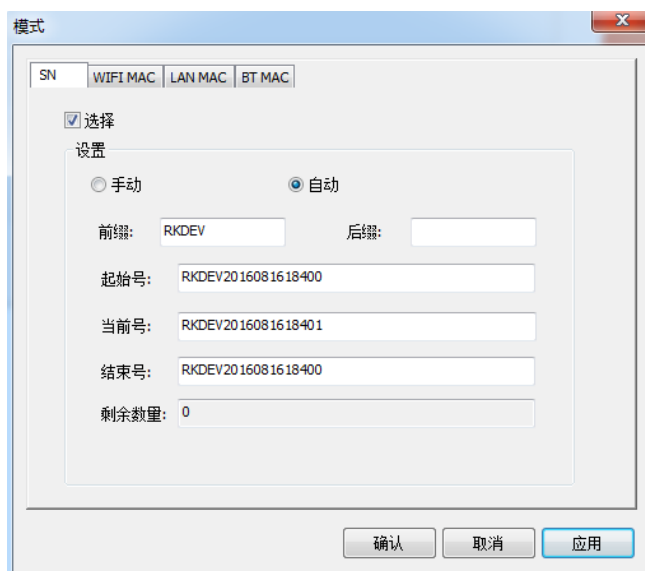 模式
SN WIFI MAC LAN MAC BT MAC
选择
设置
手动 自动
前缀: RKDEV 后缀:
起始号: RKDEV2016081618400
当前号: RKDEV2016081618401
结束号: RKDEV2016081618400
剩余数量: 0
确认 取消 应用